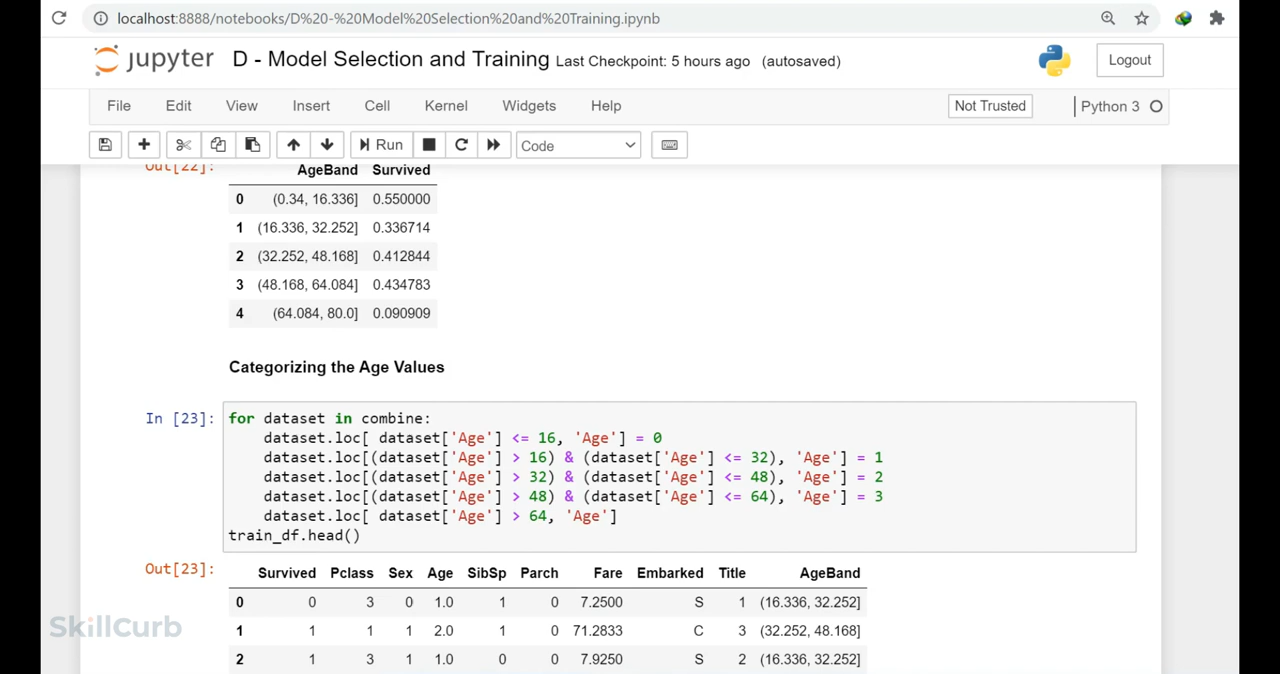 localhost:8888/notebooks/D%20-%20Model%20Selection%20and%20Training.ipynb
jupyter D - Model Selection and Training Last Checkpoint: 5 hours ago (autosaved) Logout
File Edit View Insert Cell Kernel Widgets Help Not Trusted Python 3
Run Code
Out[22]: AgeBand Survived
0 (0.34, 16.336] 0.550000
1 (16.336, 32.252] 0.336714
2 (32.252, 48.168] 0.412844
3 (48.168, 64.084] 0.434783
4 (64.084, 80.0] 0.090909
Categorizing the Age Values
In [23]: for dataset in combine:
dataset.loc[ dataset['Age'] <= 16, 'Age'] = 0
dataset.loc[(dataset['Age'] > 16) & (dataset['Age'] <= 32), 'Age'] = 1
dataset.loc[(dataset['Age'] > 32) & (dataset['Age'] <= 48), 'Age'] = 2
dataset.loc[(dataset['Age'] > 48) & (dataset['Age'] <= 64), 'Age'] = 3
dataset.loc[ dataset['Age'] > 64, 'Age']
train_df.head()
Out[23]: Survived Pclass Sex Age SibSp Parch Fare Embarked Title AgeBand
0 0 3 0 1.0 1 0 7.2500 S 1 (16.336, 32.252]
SkillCurb
1 1 1 1 2.0 1 0 71.2833 C 3 (32.252, 48.168]
2 1 3 1 1.0 0 0 7.9250 S 2 (16.336, 32.252]